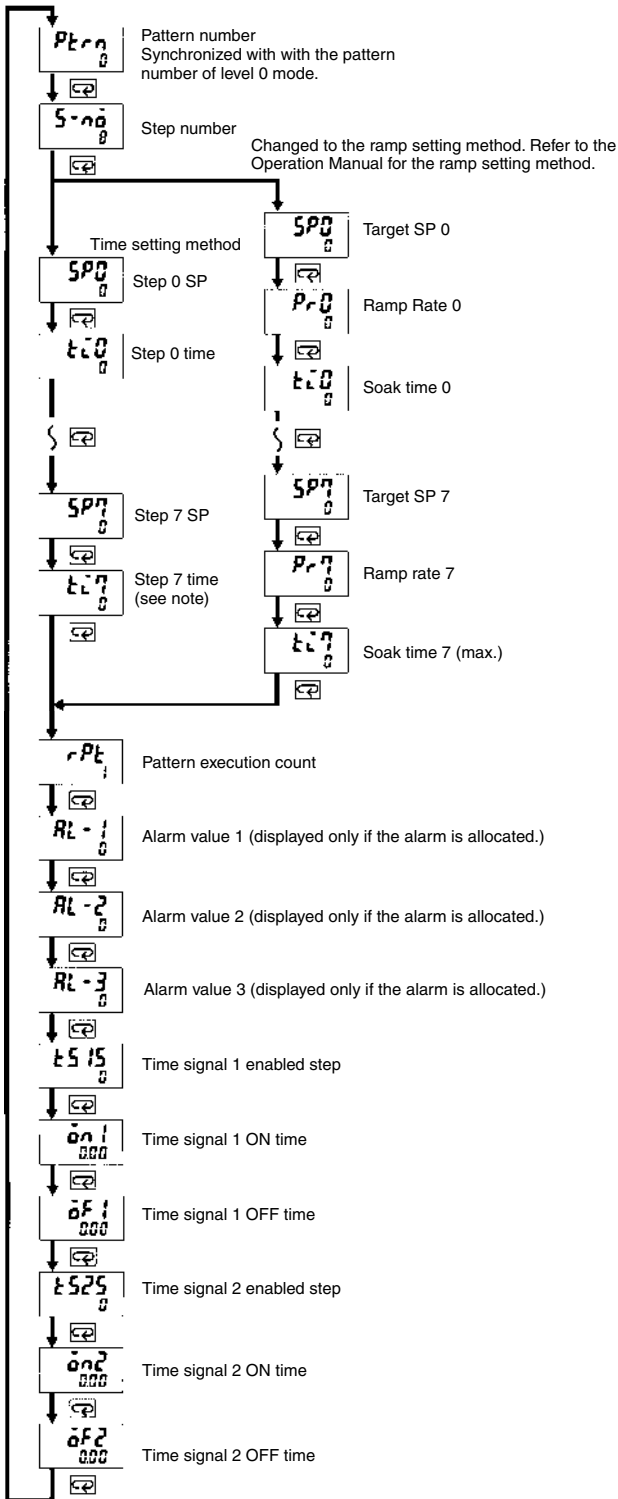 Ptrn
0
Pattern number
Synchronized with with the pattern
number of level 0 mode.
S-no
8
Step number
Changed to the ramp setting method. Refer to the
Operation Manual for the ramp setting method.
Time setting method
SP0
0
Step 0 SP
ti0
0
Step 0 time
SP7
0
Step 7 SP
ti7
0
Step 7 time
(see note)
SP0
0
Target SP 0
Pr0
0
Ramp Rate 0
ti0
0
Soak time 0
SP7
0
Target SP 7
Pr7
0
Ramp rate 7
ti7
0
Soak time 7 (max.)
rPt
1
Pattern execution count
AL-1
0
Alarm value 1 (displayed only if the alarm is allocated.)
AL-2
0
Alarm value 2 (displayed only if the alarm is allocated.)
AL-3
0
Alarm value 3 (displayed only if the alarm is allocated.)
tS1S
0
Time signal 1 enabled step
on1
0.00
Time signal 1 ON time
oF1
0.00
Time signal 1 OFF time
tS2S
0
Time signal 2 enabled step
on2
0.00
Time signal 2 ON time
oF2
0.00
Time signal 2 OFF time